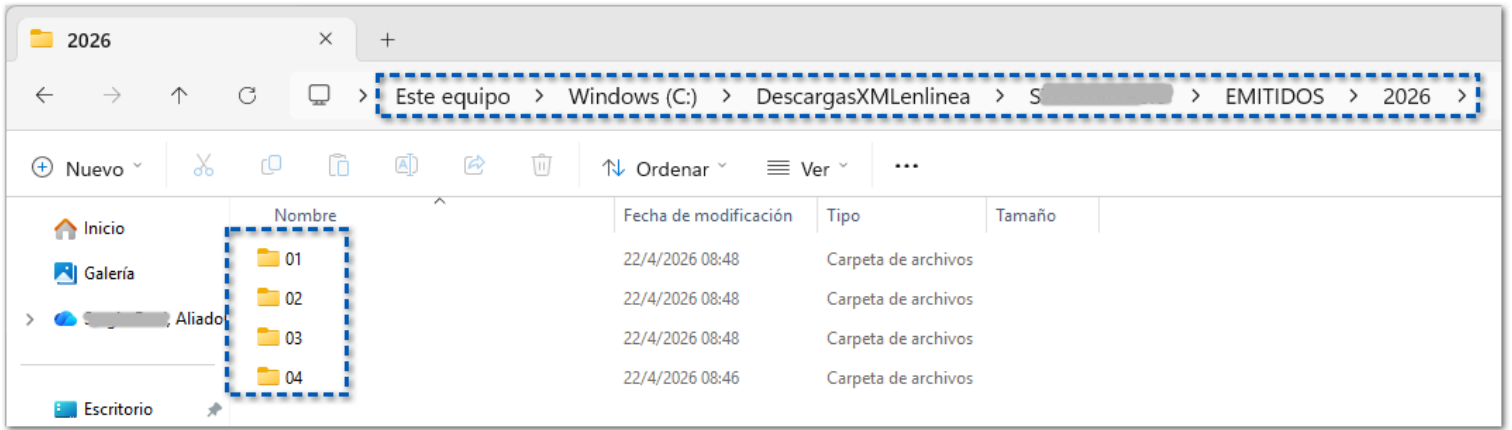 2026
Este equipo > Windows (C:) > DescargasXMLenlinea > S > EMITIDOS > 2026 >
Nuevo Ordenar Ver ...
Nombre Fecha de modificación Tipo Tamaño
Inicio
Galería
, Aliado
Escritorio
01 22/4/2026 08:48 Carpeta de archivos
02 22/4/2026 08:48 Carpeta de archivos
03 22/4/2026 08:48 Carpeta de archivos
04 22/4/2026 08:46 Carpeta de archivos